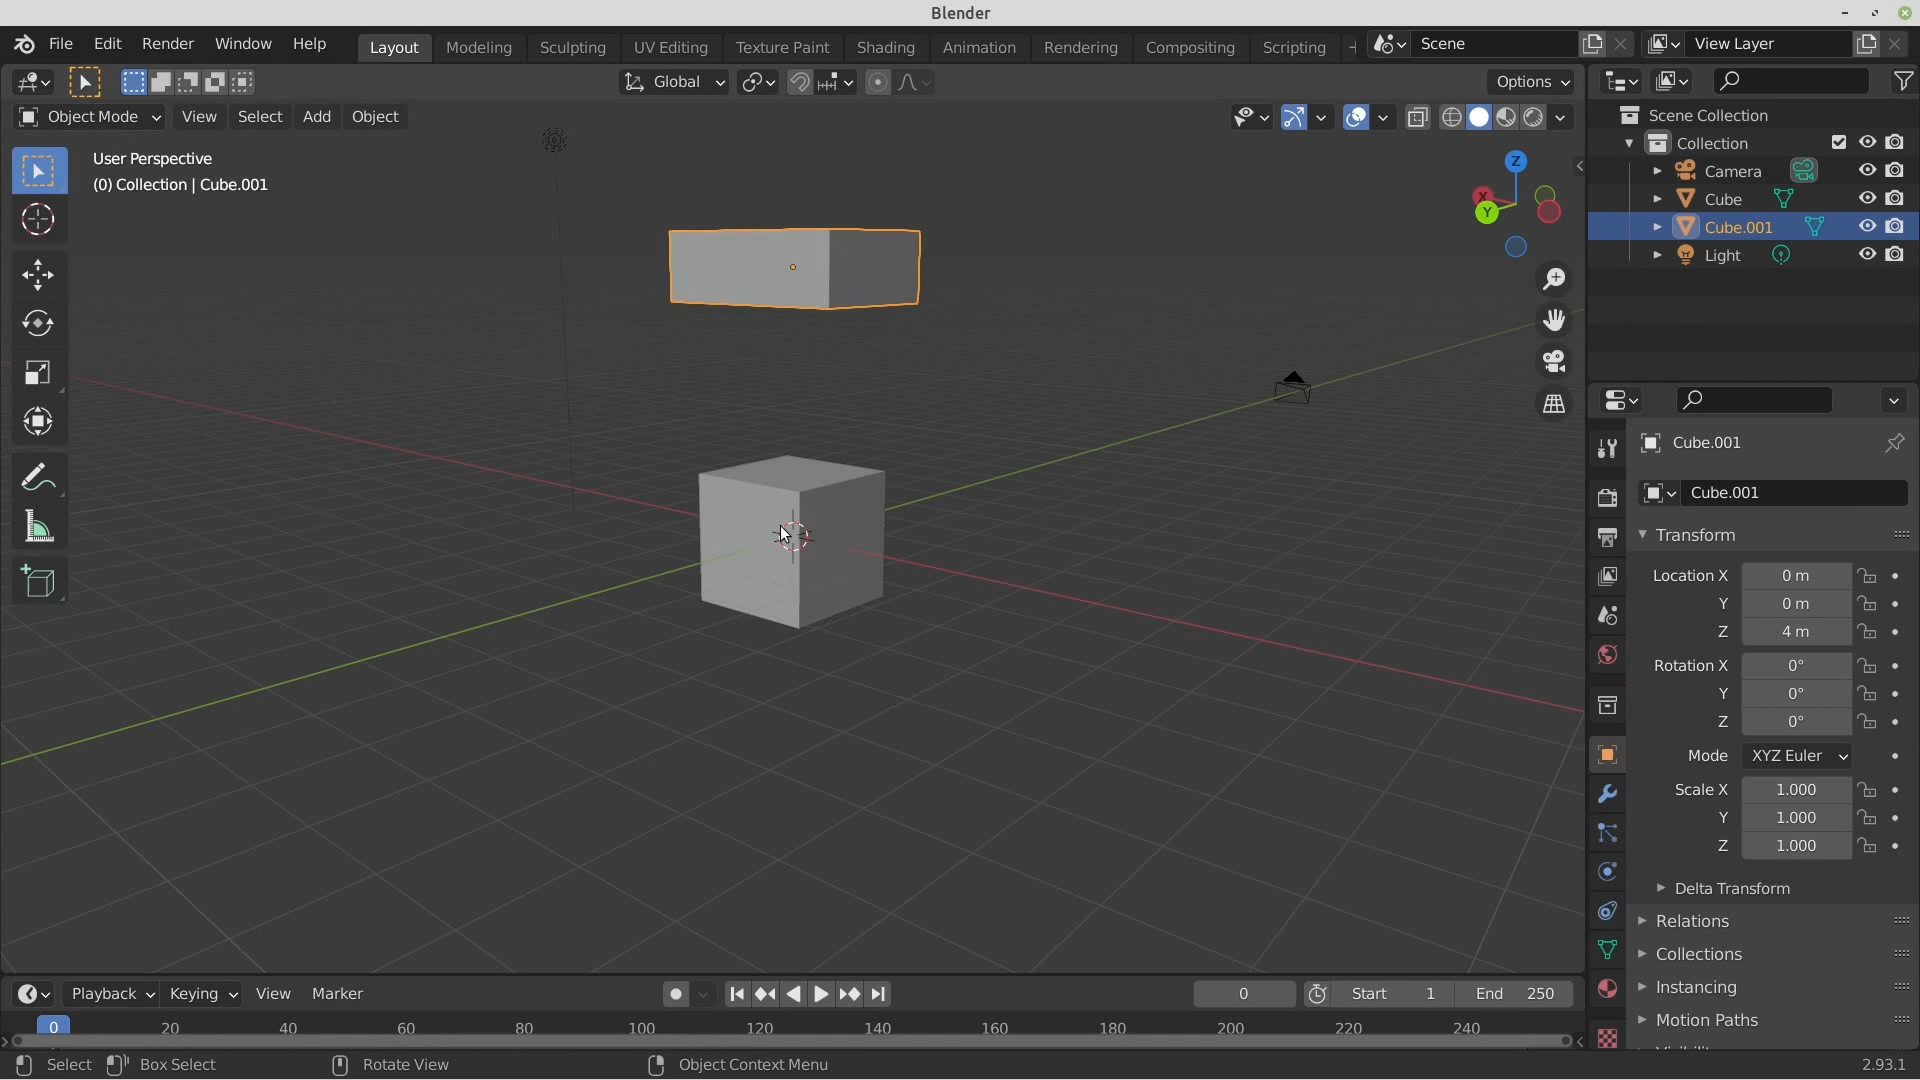 Blender
File Edit Render Window Help Layout Modeling Sculpting UV Editing Texture Paint Shading Animation Rendering Compositing Scripting
Scene
View Layer
Global
Options
Object Mode View Select Add Object
User Perspective
(0) Collection | Cube.001
Z
X
Y
Scene Collection
Collection
Camera
Cube
Cube.001
Light
Cube.001
Cube.001
Transform
Location X 0 m
Y 0 m
Z 4 m
Rotation X 0°
Y 0°
Z 0°
Mode XYZ Euler
Scale X 1.000
Y 1.000
Z 1.000
Delta Transform
Relations
Collections
Instancing
Motion Paths
Playback Keying View Marker
0
Start 1
End 250
0 20 40 60 80 100 120 140 160 180 200 220 240
Select Box Select Rotate View Object Context Menu
2.93.1